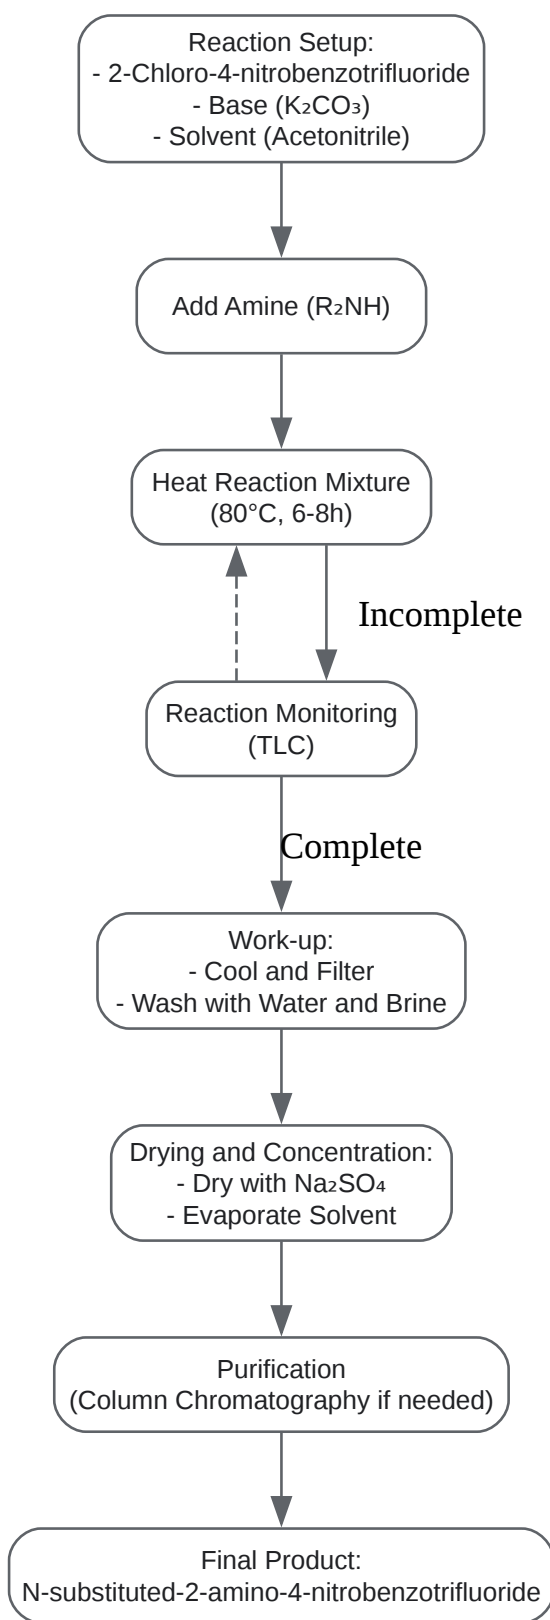 Reaction Setup:
- 2-Chloro-4-nitrobenzotrifluoride
- Base (K₂CO₃)
- Solvent (Acetonitrile)
Add Amine (R₂NH)
Heat Reaction Mixture
(80°C, 6-8h)
Incomplete
Reaction Monitoring
(TLC)
Complete
Work-up:
- Cool and Filter
- Wash with Water and Brine
Drying and Concentration:
- Dry with Na₂SO₄
- Evaporate Solvent
Purification
(Column Chromatography if needed)
Final Product:
N-substituted-2-amino-4-nitrobenzotrifluoride